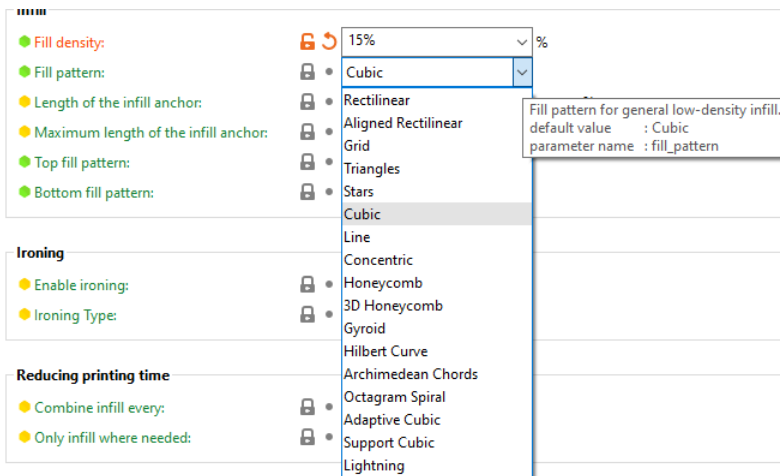 Infill
Fill density: 15% %
Fill pattern: Cubic
Length of the infill anchor:
Maximum length of the infill anchor:
Top fill pattern:
Bottom fill pattern:
Rectilinear
Aligned Rectilinear
Grid
Triangles
Stars
Cubic
Line
Concentric
Honeycomb
3D Honeycomb
Gyroid
Hilbert Curve
Archimedean Chords
Octagram Spiral
Adaptive Cubic
Support Cubic
Lightning
Fill pattern for general low-density infill.
default value : Cubic
parameter name : fill_pattern
Ironing
Enable ironing:
Ironing Type:
Reducing printing time
Combine infill every:
Only infill where needed: